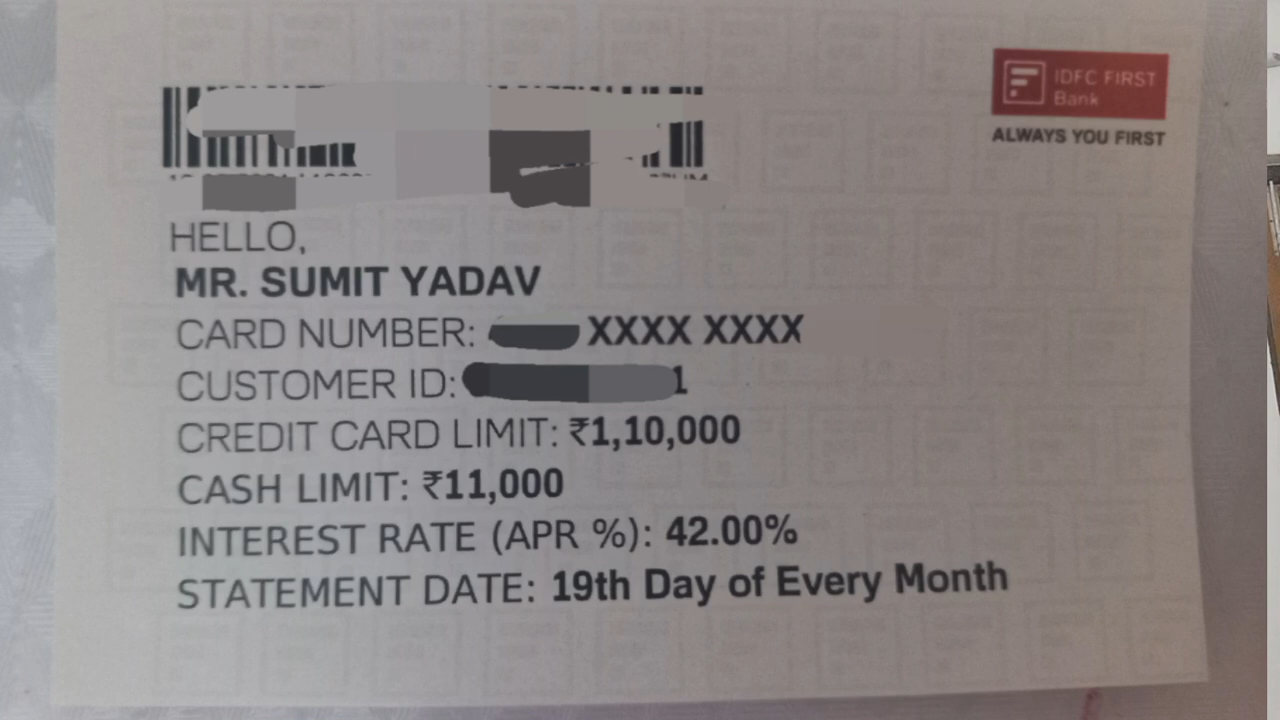 IDFC FIRST
Bank
ALWAYS YOU FIRST
HELLO,
MR. SUMIT YADAV
CARD NUMBER: XXXX XXXX
CUSTOMER ID: 1
CREDIT CARD LIMIT: ₹1,10,000
CASH LIMIT: ₹11,000
INTEREST RATE (APR %): 42.00%
STATEMENT DATE: 19th Day of Every Month